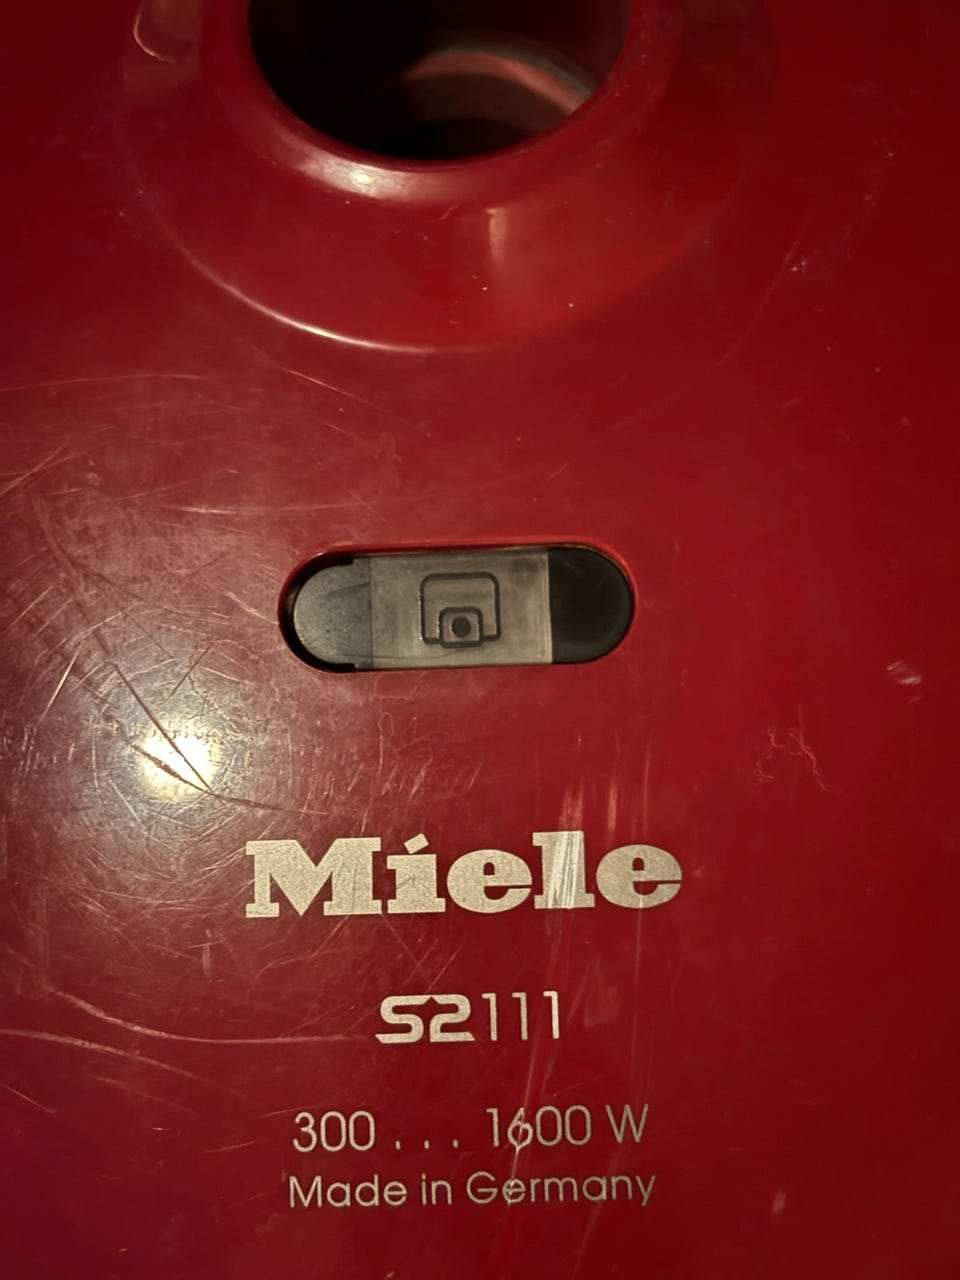 Miele
S2111
300 . . . 1600 W
Made in Germany